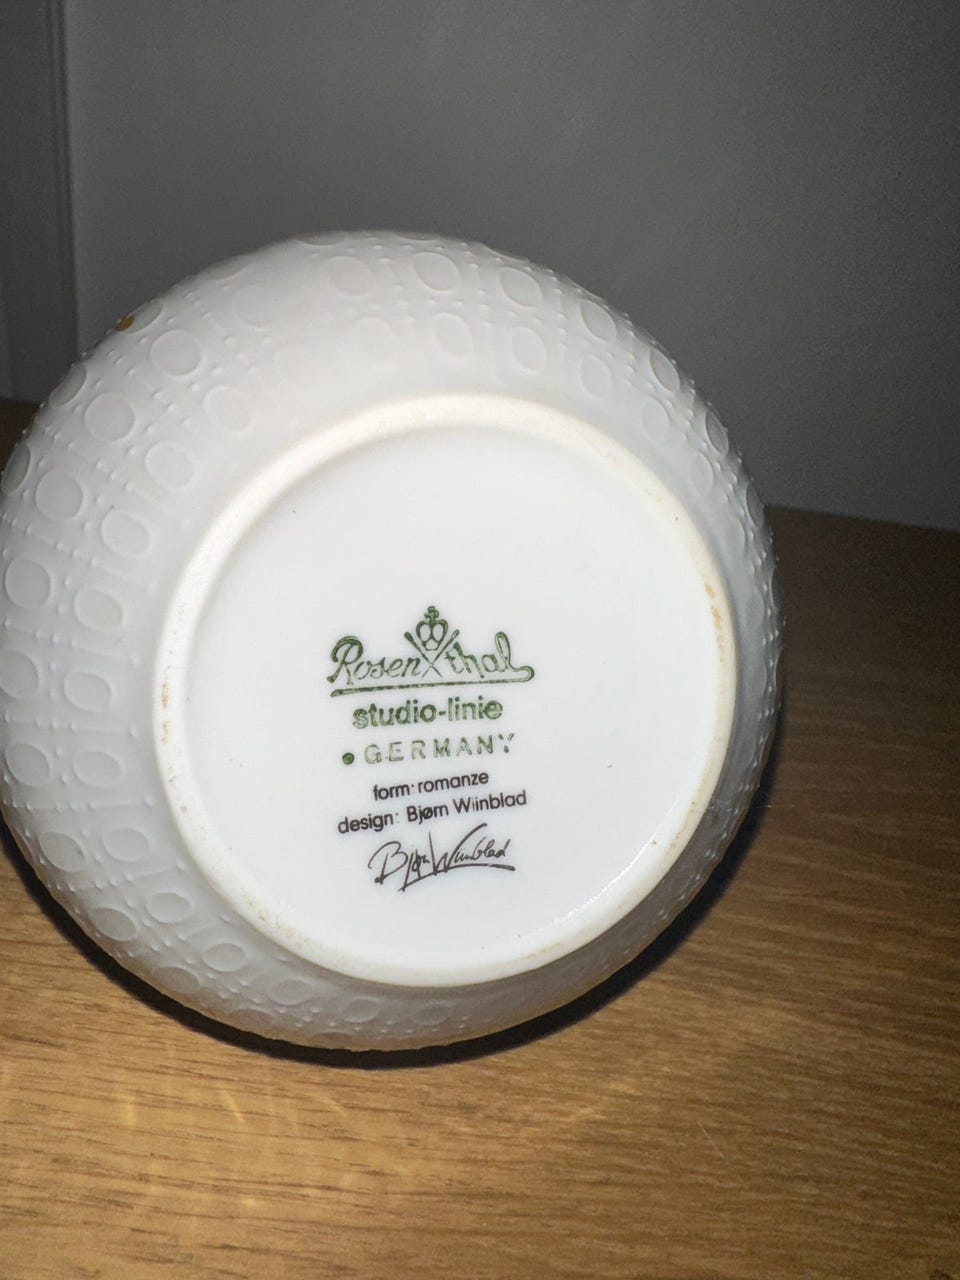 Rosenthal
studio-linie
GERMANY
form: romanze
design: Bjørn Wiinblad
Bjørn Wiinblad